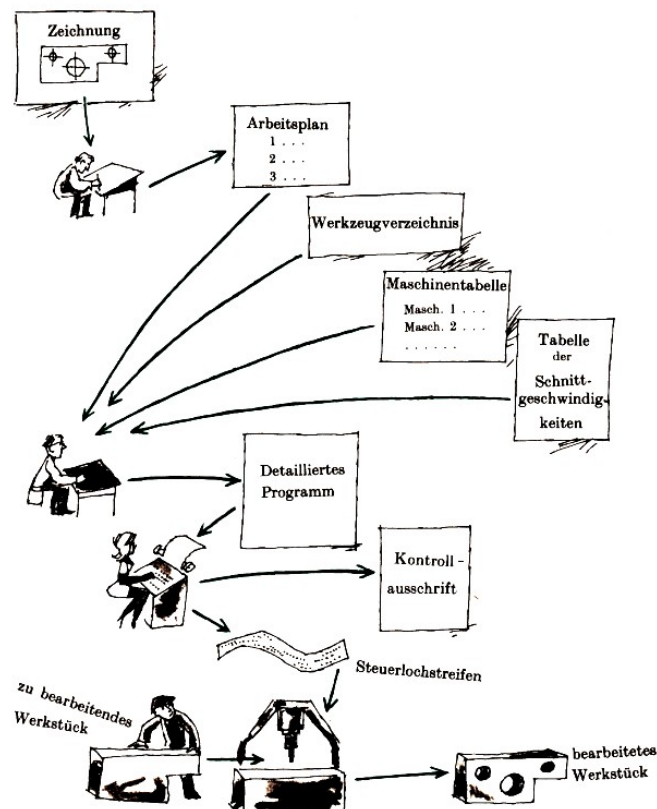 Zeichnung
Arbeitsplan
1 . . .
2 . . .
3 . . .
Werkzeugverzeichnis
Maschinentabelle
Masch. 1 . . .
Masch. 2 . . .
. . . . . .
Tabelle
der
Schnitt-
geschwindig-
keiten
Detailliertes
Programm
Kontroll-
ausschrift
Steuerlochstreifen
zu bearbeitendes
Werkstück
bearbeitetes
Werkstück